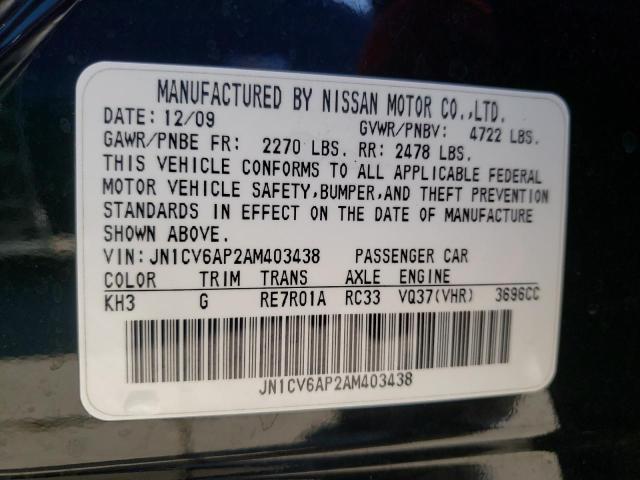 MANUFACTURED BY NISSAN MOTOR CO.,LTD.
DATE: 12/09 GVWR/PNBV: 4722 LBS.
GAWR/PNBE FR: 2270 LBS. RR: 2478 LBS.
THIS VEHICLE CONFORMS TO ALL APPLICABLE FEDERAL
MOTOR VEHICLE SAFETY,BUMPER,AND THEFT PREVENTION
STANDARDS IN EFFECT ON THE DATE OF MANUFACTURE
SHOWN ABOVE.
VIN:JN1CV6AP2AM403438 PASSENGER CAR
COLOR TRIM TRANS AXLE ENGINE
KH3 G RE7R01A RC33 VQ37(VHR) 3696CC
JN1CV6AP2AM403438